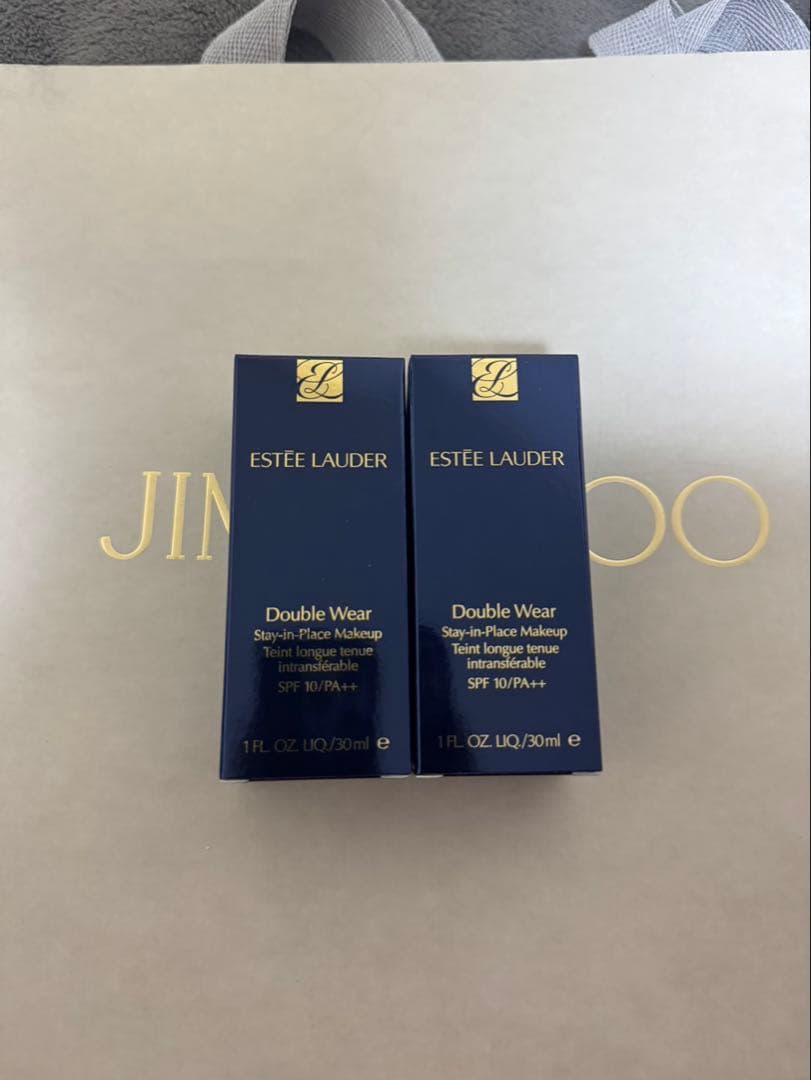 JIM
OO
ESTĒE LAUDER
Double Wear
Stay-in-Place Makeup
Teint longue tenue
intransférable
SPF 10/PA++
1 FL. OZ. LIQ./30ml e
ESTĒE LAUDER
Double Wear
Stay-in-Place Makeup
Teint longue tenue
intransférable
SPF 10/PA++
1 FL. OZ. LIQ./30ml e